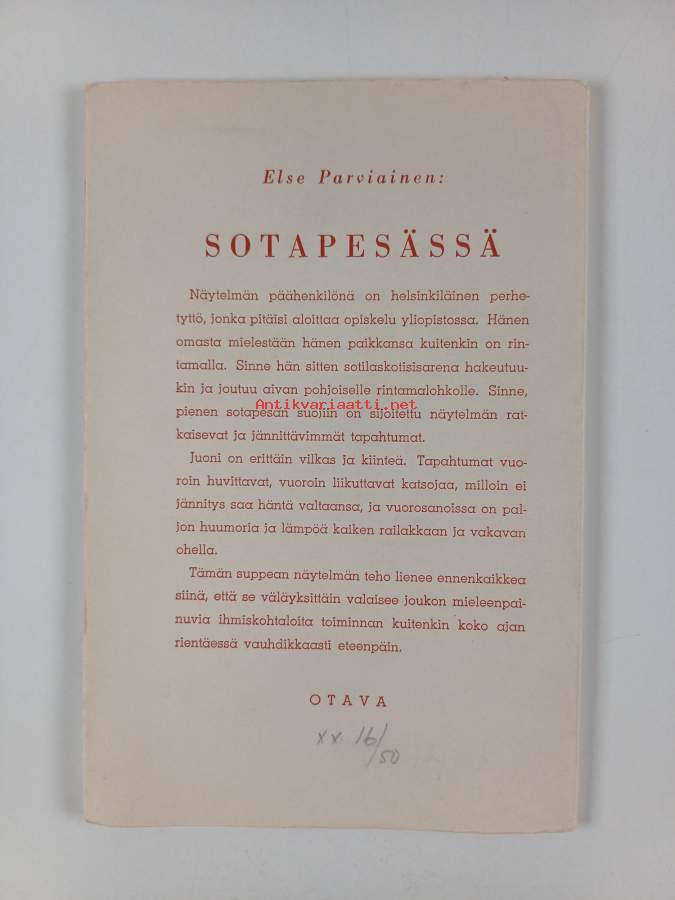 Else Parviainen:
SOTAPESÄSSÄ
Näytelmän päähenkilönä on helsinkiläinen perhe-
tyttö, jonka pitäisi aloittaa opiskelu yliopistossa. Hänen
omasta mielestään hänen paikkansa kuitenkin on rin-
tamalla. Sinne hän sitten sotilaskotisisarena hakeutuu-
kin ja joutuu aivan pohjoiselle rintamalohkolle. Sinne,
Antikvariaatti.net
pienen sotapesän suojiin on sijoitettu näytelmän rat-
kaisevat ja jännittävimmät tapahtumat.
Juoni on erittäin vilkas ja kiinteä. Tapahtumat vuo-
roin huvittavat, vuoroin liikuttavat katsojaa, milloin ei
jännitys saa häntä valtaansa, ja vuorosanoissa on pal-
jon huumoria ja lämpöä kaiken railakkaan ja vakavan
ohella.
Tämän suppean näytelmän teho lienee ennenkaikkea
siinä, että se väläyksittäin valaisee joukon mieleenpai-
nuvia ihmiskohtaloita toiminnan kuitenkin koko ajan
rientäessä vauhdikkaasti eteenpäin.
OTAVA
xx 16/50